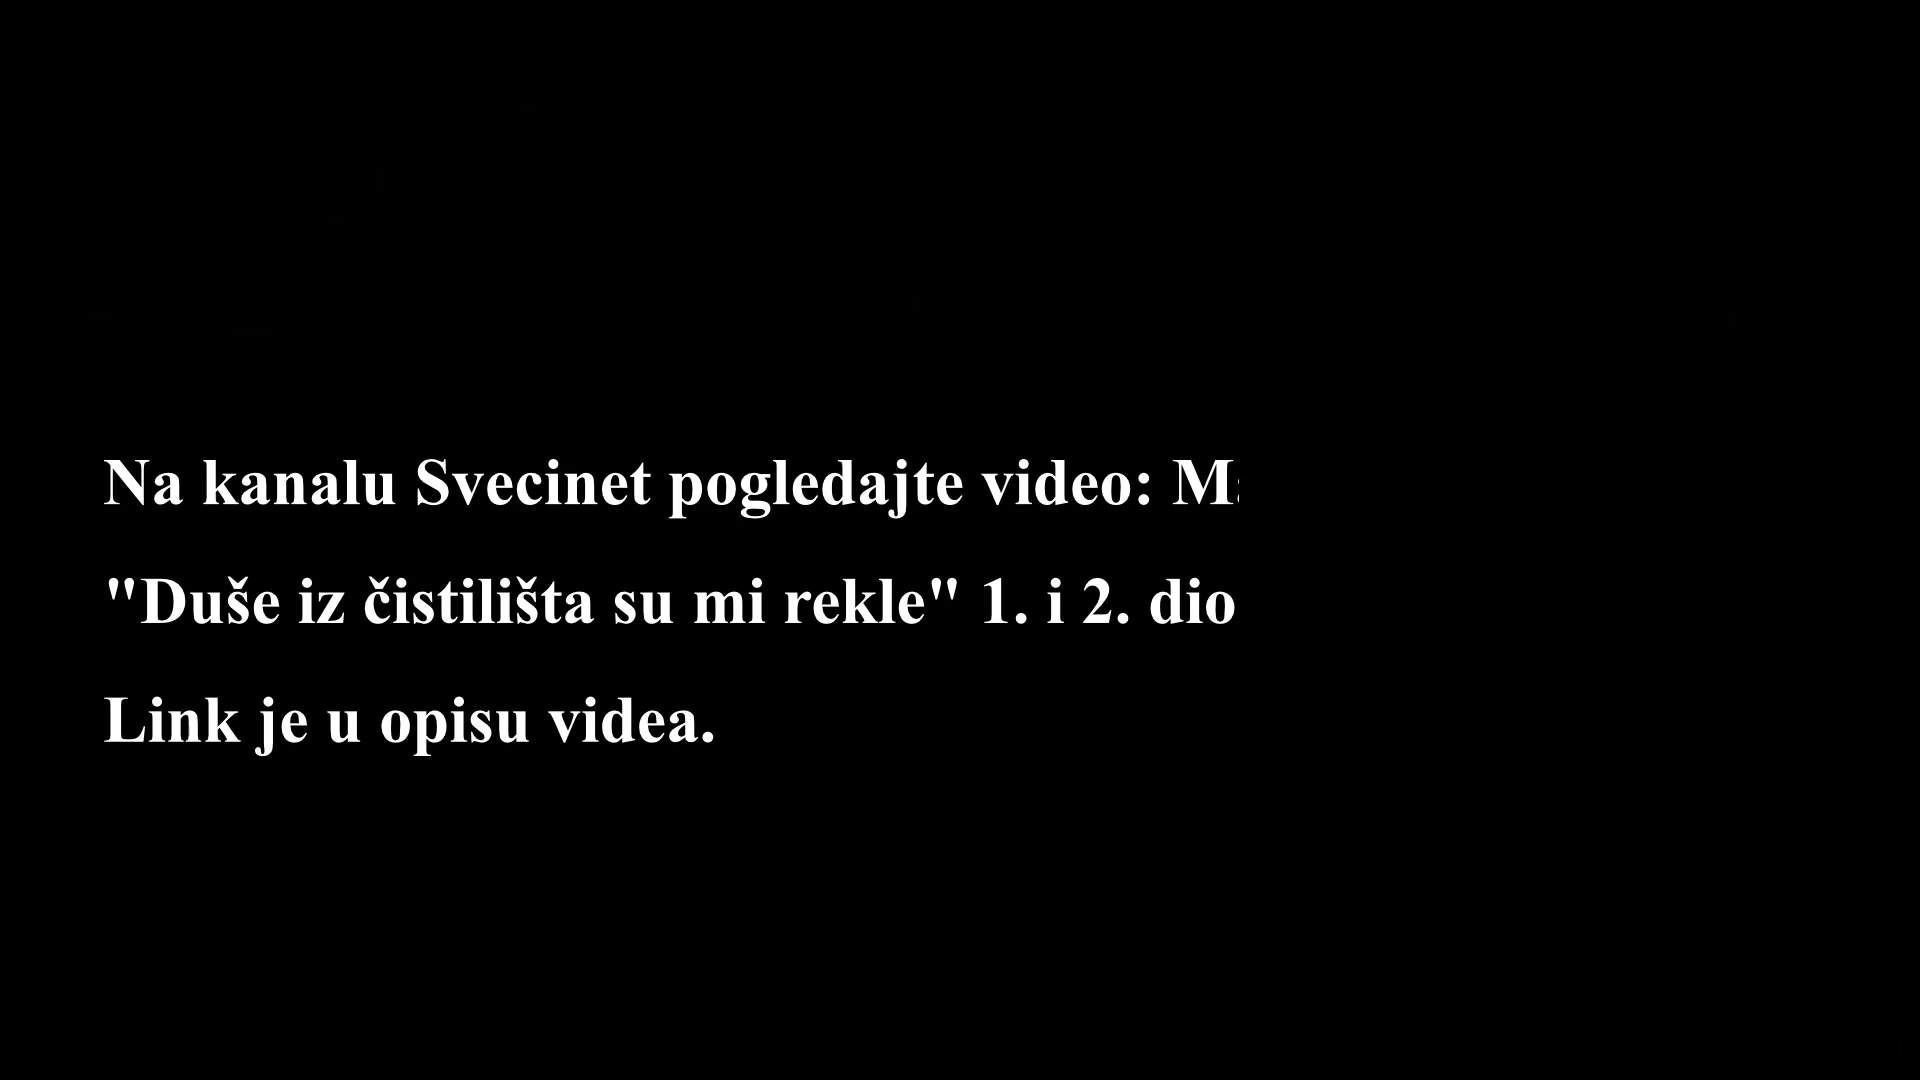 Na kanalu Svecinet pogledajte video:
"Duše iz čistilišta su mi rekle" 1. i 2. dio
Link je u opisu videa.